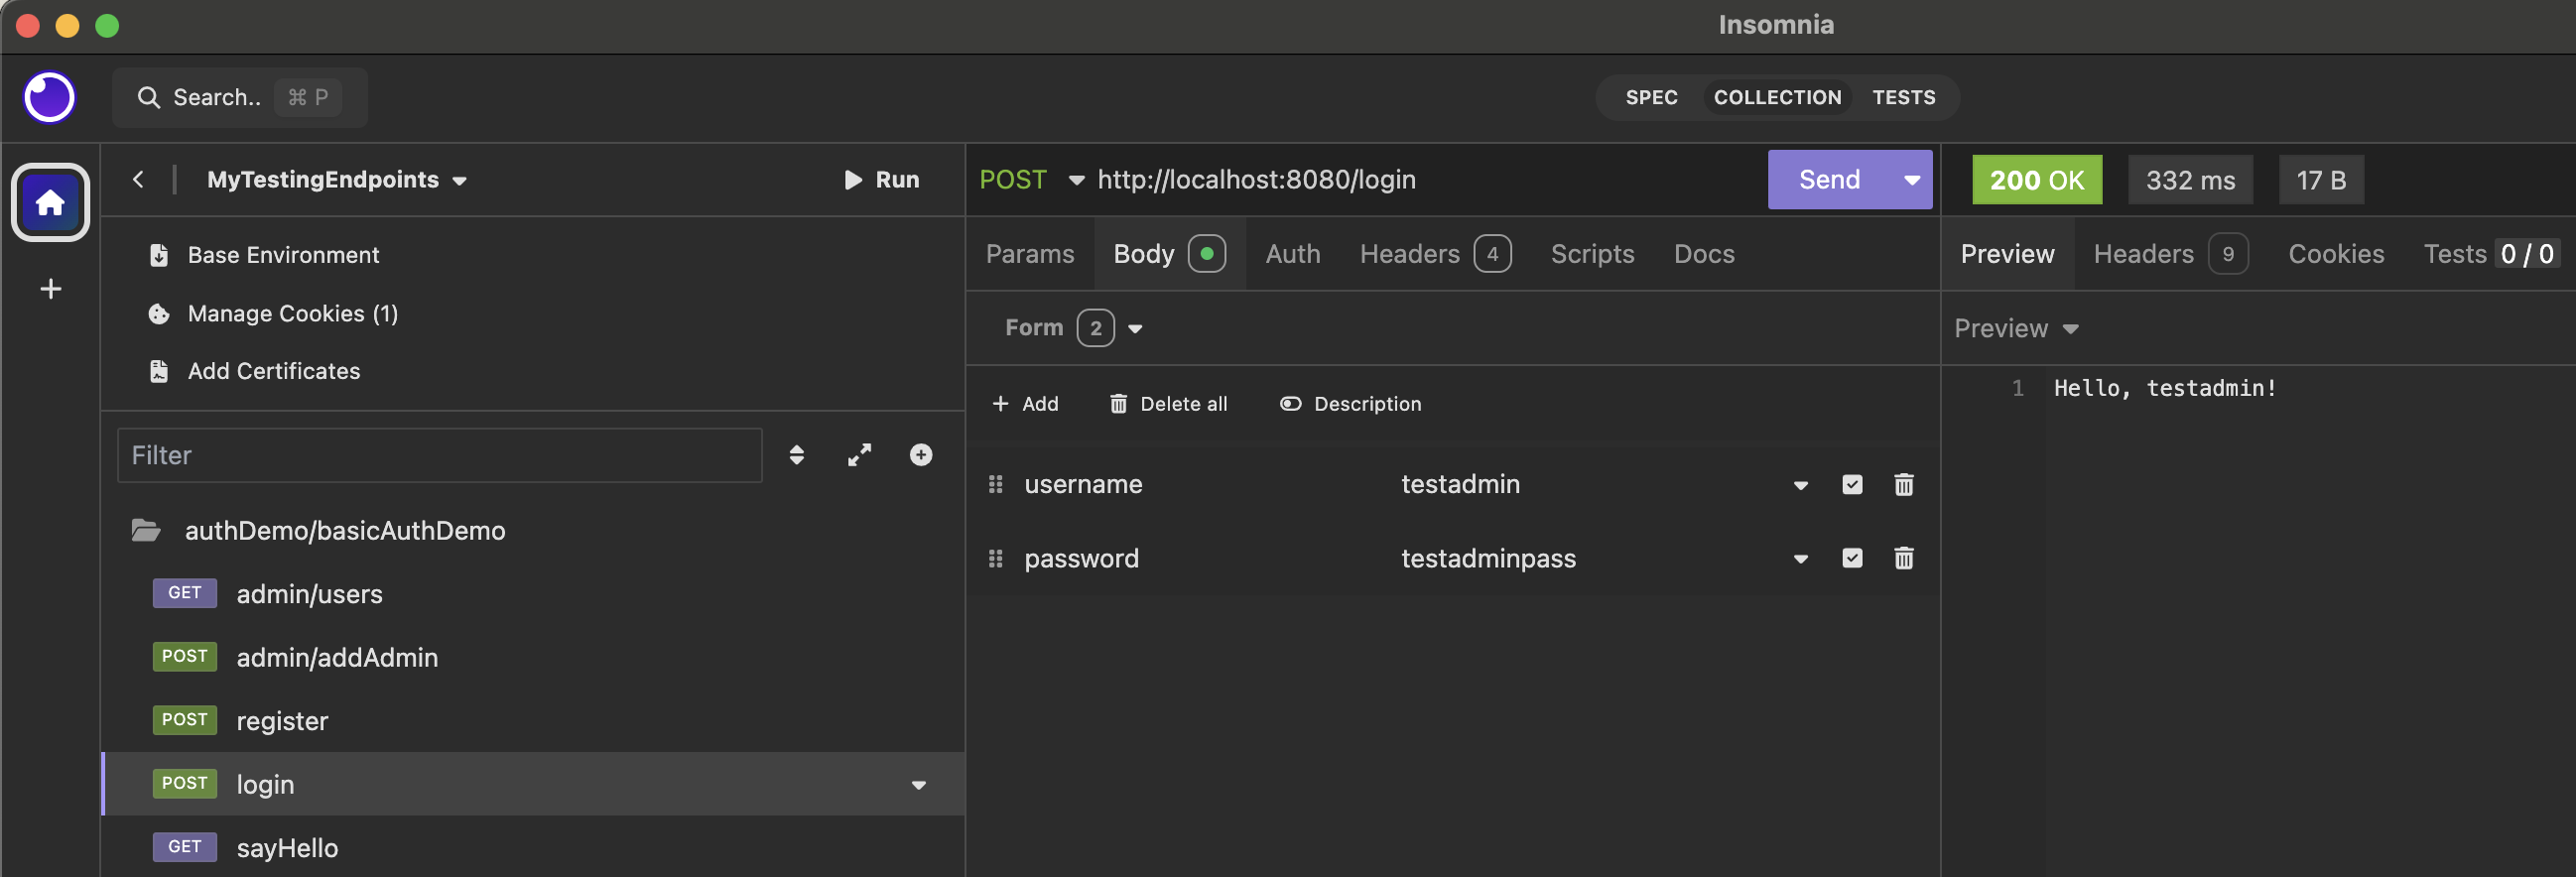 Insomnia
Search.. ⌘ P
SPEC COLLECTION TESTS
MyTestingEndpoints
Run
Base Environment
Manage Cookies (1)
Add Certificates
Filter
authDemo/basicAuthDemo
GET admin/users
POST admin/addAdmin
POST register
POST login
GET sayHello
POST http://localhost:8080/login
Send
Params Body Auth Headers 4 Scripts Docs
Form 2
Add Delete all Description
username testadmin
password testadminpass
200 OK 332 ms 17 B
Preview Headers 9 Cookies Tests 0 / 0
Preview
1 Hello, testadmin!